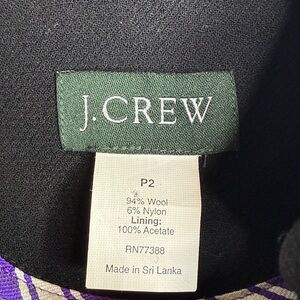 J.CREW
P2
94% Wool
6% Nylon
Lining:
100% Acetate
RN77388
Made in Sri Lanka